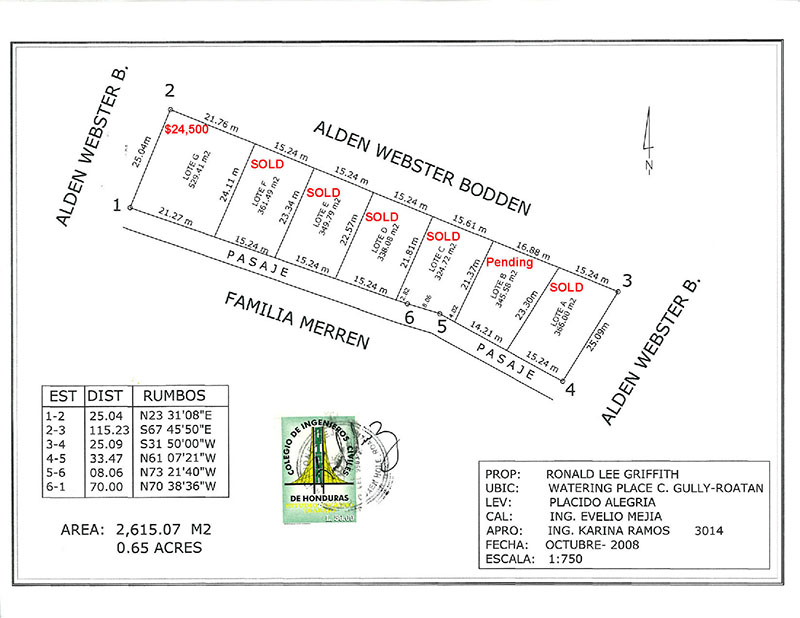 ALDEN WEBSTER B.
2
21.76 m
$24,500
25.04m
LOTE G
529.41 m2
1
21.27 m
24.11 m
15.24 m
SOLD
LOTE F
361.49 m2
15.24 m
23.34 m
ALDEN WEBSTER BODDEN
15.24 m
SOLD
LOTE E
349.79 m2
15.24 m
22.57m
15.24 m
SOLD
LOTE D
338.08 m2
15.24 m
21.81m
15.61 m
SOLD
LOTE C
324.72 m2
2.82
8.06
4.02
21.37m
16.88 m
Pending
LOTE B
345.58 m2
14.21 m
23.30m
15.24 m
SOLD
LOTE A
366.00 m2
15.24 m
3
25.09m
4
6
5
PASAJE
PASAJE
FAMILIA MERREN
ALDEN WEBSTER B.
N
EST DIST RUMBOS
1-2 25.04 N23 31'08"E
2-3 115.23 S67 45'50"E
3-4 25.09 S31 50'00"W
4-5 33.47 N61 07'21"W
5-6 08.06 N73 21'40"W
6-1 70.00 N70 38'36"W
AREA: 2,615.07 M2
0.65 ACRES
COLEGIO DE INGENIEROS CIVILES
DE HONDURAS
PROP: RONALD LEE GRIFFITH
UBIC: WATERING PLACE C. GULLY-ROATAN
LEV: PLACIDO ALEGRIA
CAL: ING. EVELIO MEJIA
APRO: ING. KARINA RAMOS 3014
FECHA: OCTUBRE- 2008
ESCALA: 1:750